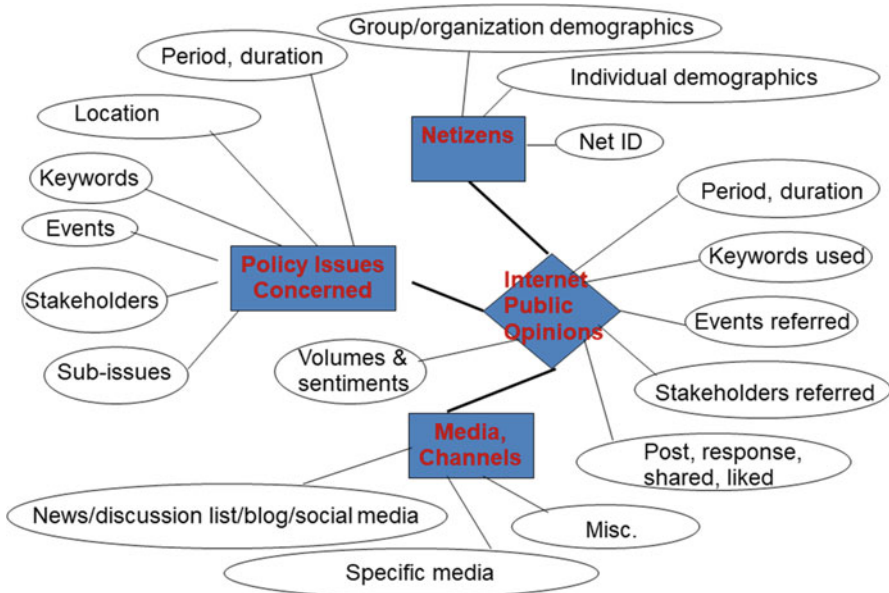 Group/organization demographics
Period, duration
Individual demographics
Location
Netizens
Net ID
Keywords
Period, duration
Events
Keywords used
Policy Issues
Concerned
Internet
Public
Opinions
Stakeholders
Events referred
Volumes &
sentiments
Sub-issues
Stakeholders referred
Media,
Channels
Post, response,
shared, liked
News/discussion list/blog/social media
Misc.
Specific media